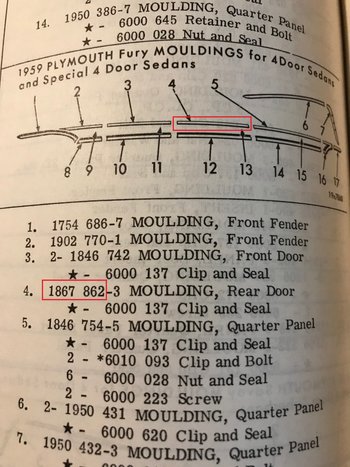 14. 1950 386-7 MOULDING, Quarter Panel
★ - 6000 645 Retainer and Bolt
★ - 6000 028 Nut and Seal
1959 PLYMOUTH Fury MOULDINGS for 4Door Sedans
and Special 4 Door Sedans
1 2 3 4 5
6 7
8 9 10 11 12 13 14 15 16 17
1. 1754 686-7 MOULDING, Front Fender
2. 1902 770-1 MOULDING, Front Fender
3. 2- 1846 742 MOULDING, Front Door
★ - 6000 137 Clip and Seal
4. 1867 862-3 MOULDING, Rear Door
★ - 6000 137 Clip and Seal
5. 1846 754-5 MOULDING, Quarter Panel
★ - 6000 137 Clip and Seal
2 - *6010 093 Clip and Bolt
6 - 6000 028 Nut and Seal
2 - 6000 223 Screw
6. 2- 1950 431 MOULDING, Quarter Panel
★ - 6000 620 Clip and Seal
7. 1950 432-3 MOULDING, Quarter Panel